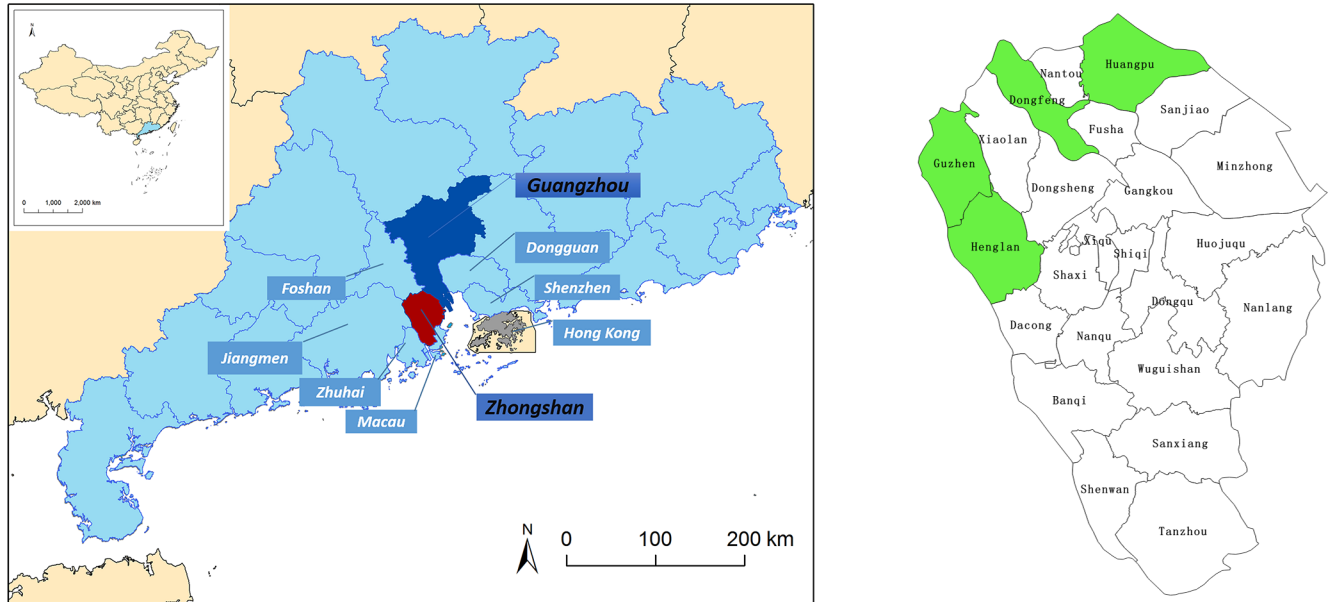 N
0 1,000 2,000 km
Guangzhou
Dongguan
Foshan
Shenzhen
Hong Kong
Jiangmen
Zhuhai
Zhongshan
Macau
N
0 100 200 km
Huangpu
Nantou
Dongfeng
Sanjiao
Fusha
Xiaolan
Guzhen
Minzhong
Dongsheng
Gangkou
Henglan
Xiqu
Shiqi
Huojuqu
Shaxi
Dongqu
Nanlang
Dacong
Nanqu
Wuguishan
Banqi
Sanxiang
Shenwan
Tanzhou